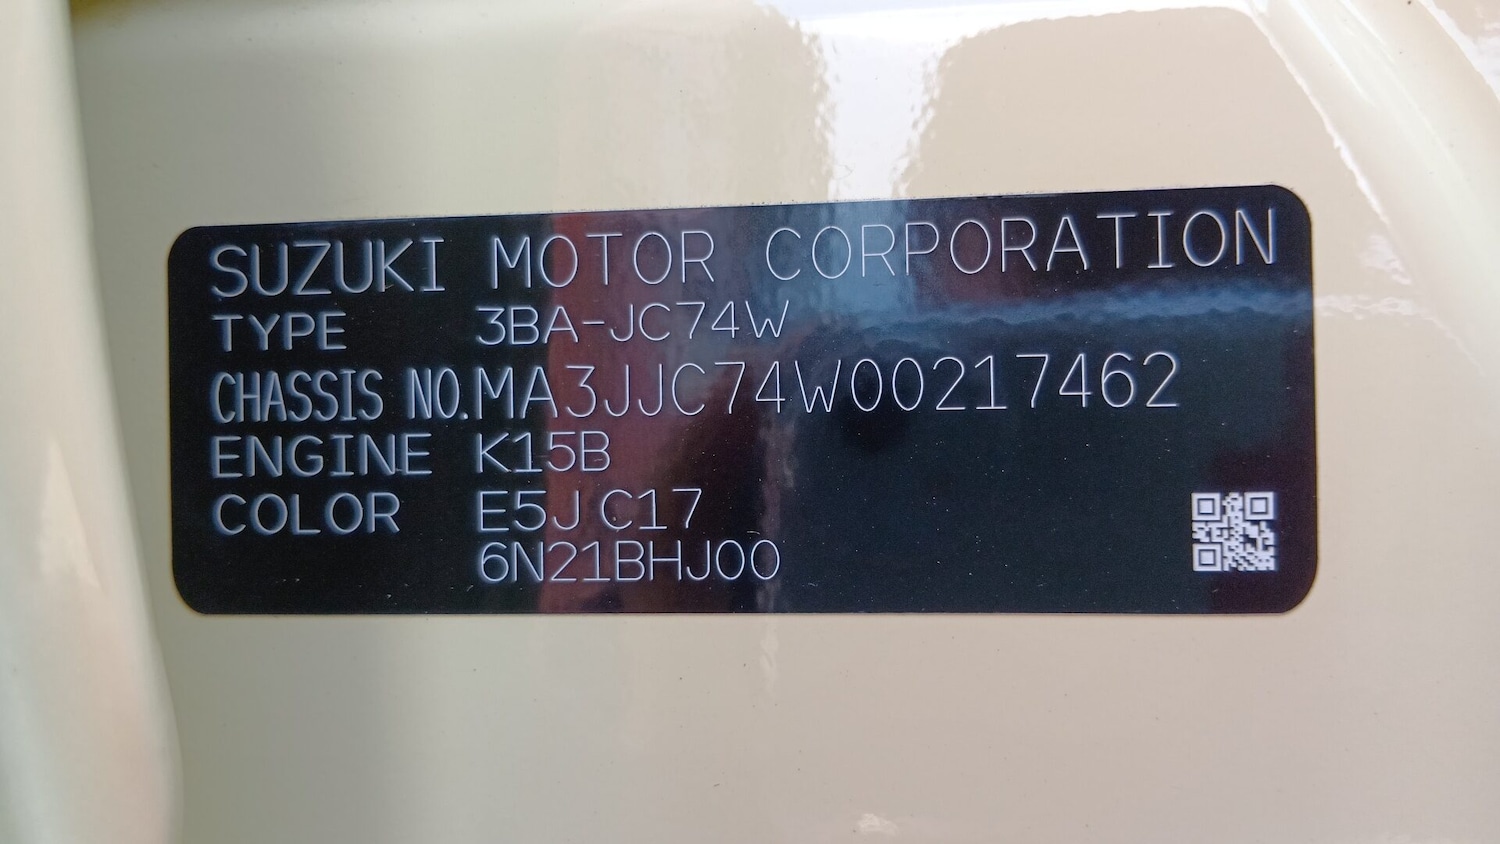 SUZUKI MOTOR CORPORATION
TYPE 3BA-JC74W
CHASSIS NO. MA3JJC74W00217462
ENGINE K15B
COLOR E5J C17
6N21BHJ00